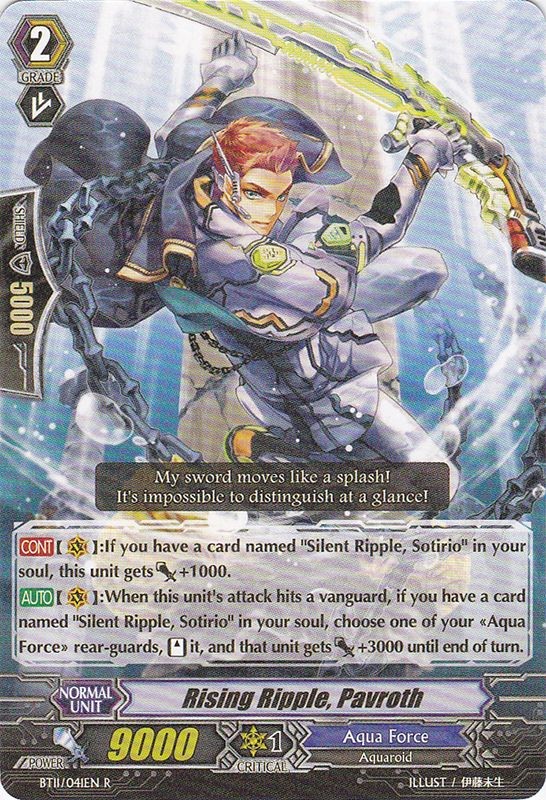 2
GRADE
SHIELD
5000
My sword moves like a splash!
It's impossible to distinguish at a glance!
CONT【 】:If you have a card named "Silent Ripple, Sotirio" in your
soul, this unit gets +1000.
AUTO【 】:When this unit's attack hits a vanguard, if you have a card
named "Silent Ripple, Sotirio" in your soul, choose one of your «Aqua
Force» rear-guards, it, and that unit gets +3000 until end of turn.
NORMAL
UNIT
Rising Ripple, Pavroth
POWER
9000
1
CRITICAL
Aqua Force
Aquaroid
BT11/041EN R
ILLUST / 伊藤未生